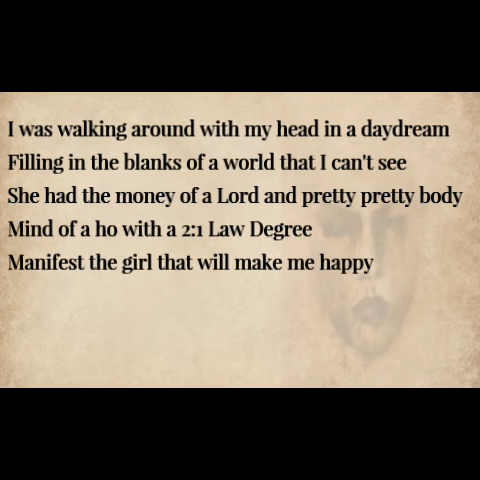 I was walking around with my head in a daydream
Filling in the blanks of a world that I can't see
She had the money of a Lord and pretty pretty body
Mind of a ho with a 2:1 Law Degree
Manifest the girl that will make me happy